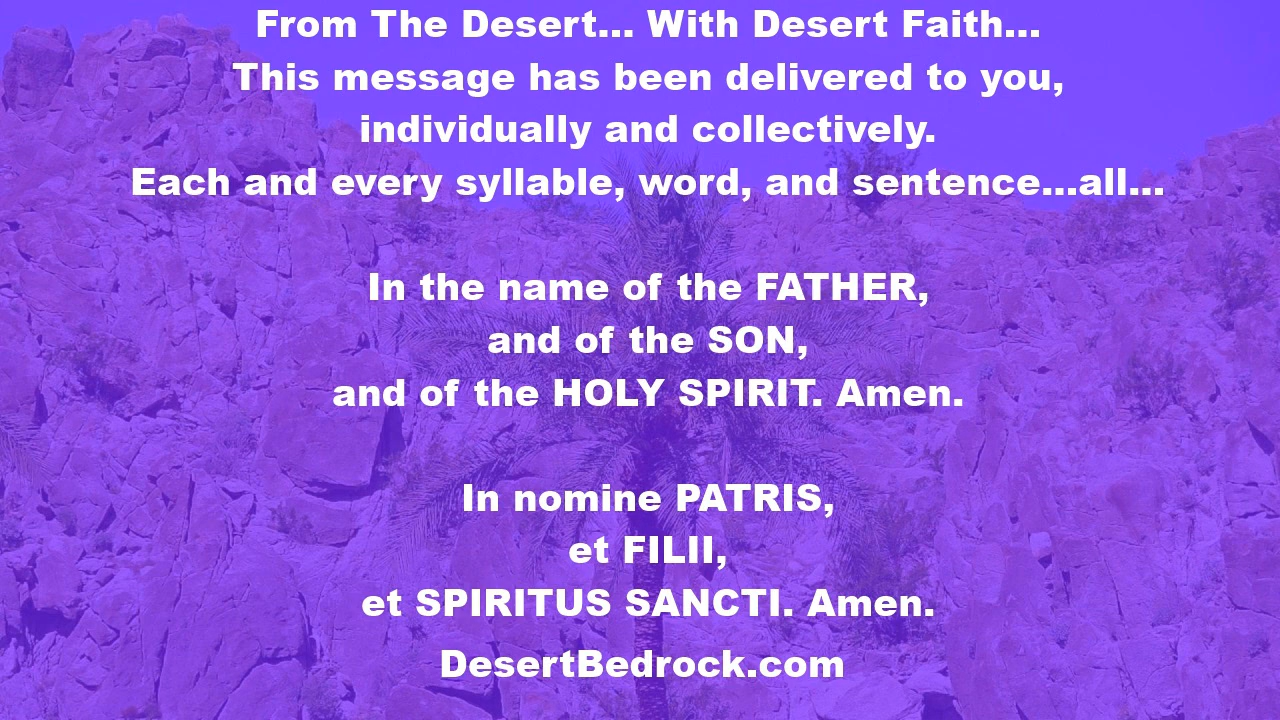 From The Desert... With Desert Faith...
This message has been delivered to you,
individually and collectively.
Each and every syllable, word, and sentence...all...
In the name of the FATHER,
and of the SON,
and of the HOLY SPIRIT. Amen.
In nomine PATRIS,
et FILII,
et SPIRITUS SANCTI. Amen.
DesertBedrock.com